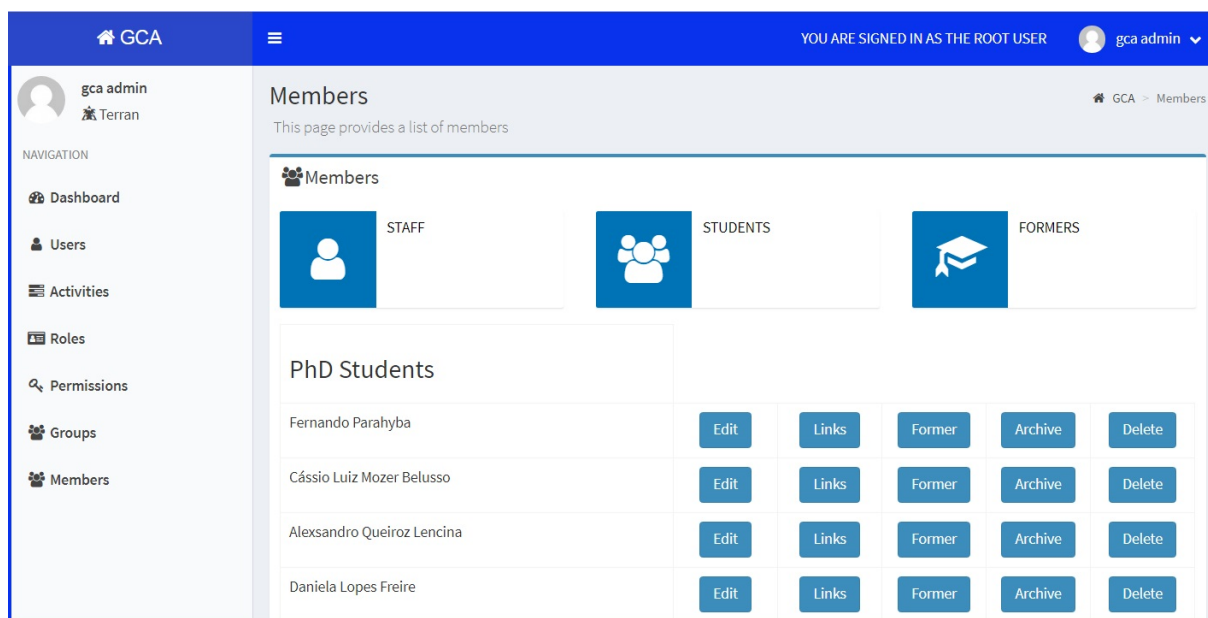 GCA
YOU ARE SIGNED IN AS THE ROOT USER
gca admin
gca admin
Terran
NAVIGATION
Dashboard
Users
Activities
Roles
Permissions
Groups
Members
Members
GCA > Members
This page provides a list of members
Members
STAFF
STUDENTS
FORMERS
PhD Students
Fernando Parahyba Edit Links Former Archive Delete
Cássio Luiz Mozer Belusso Edit Links Former Archive Delete
Alexsandro Queiroz Lencina Edit Links Former Archive Delete
Daniela Lopes Freire Edit Links Former Archive Delete